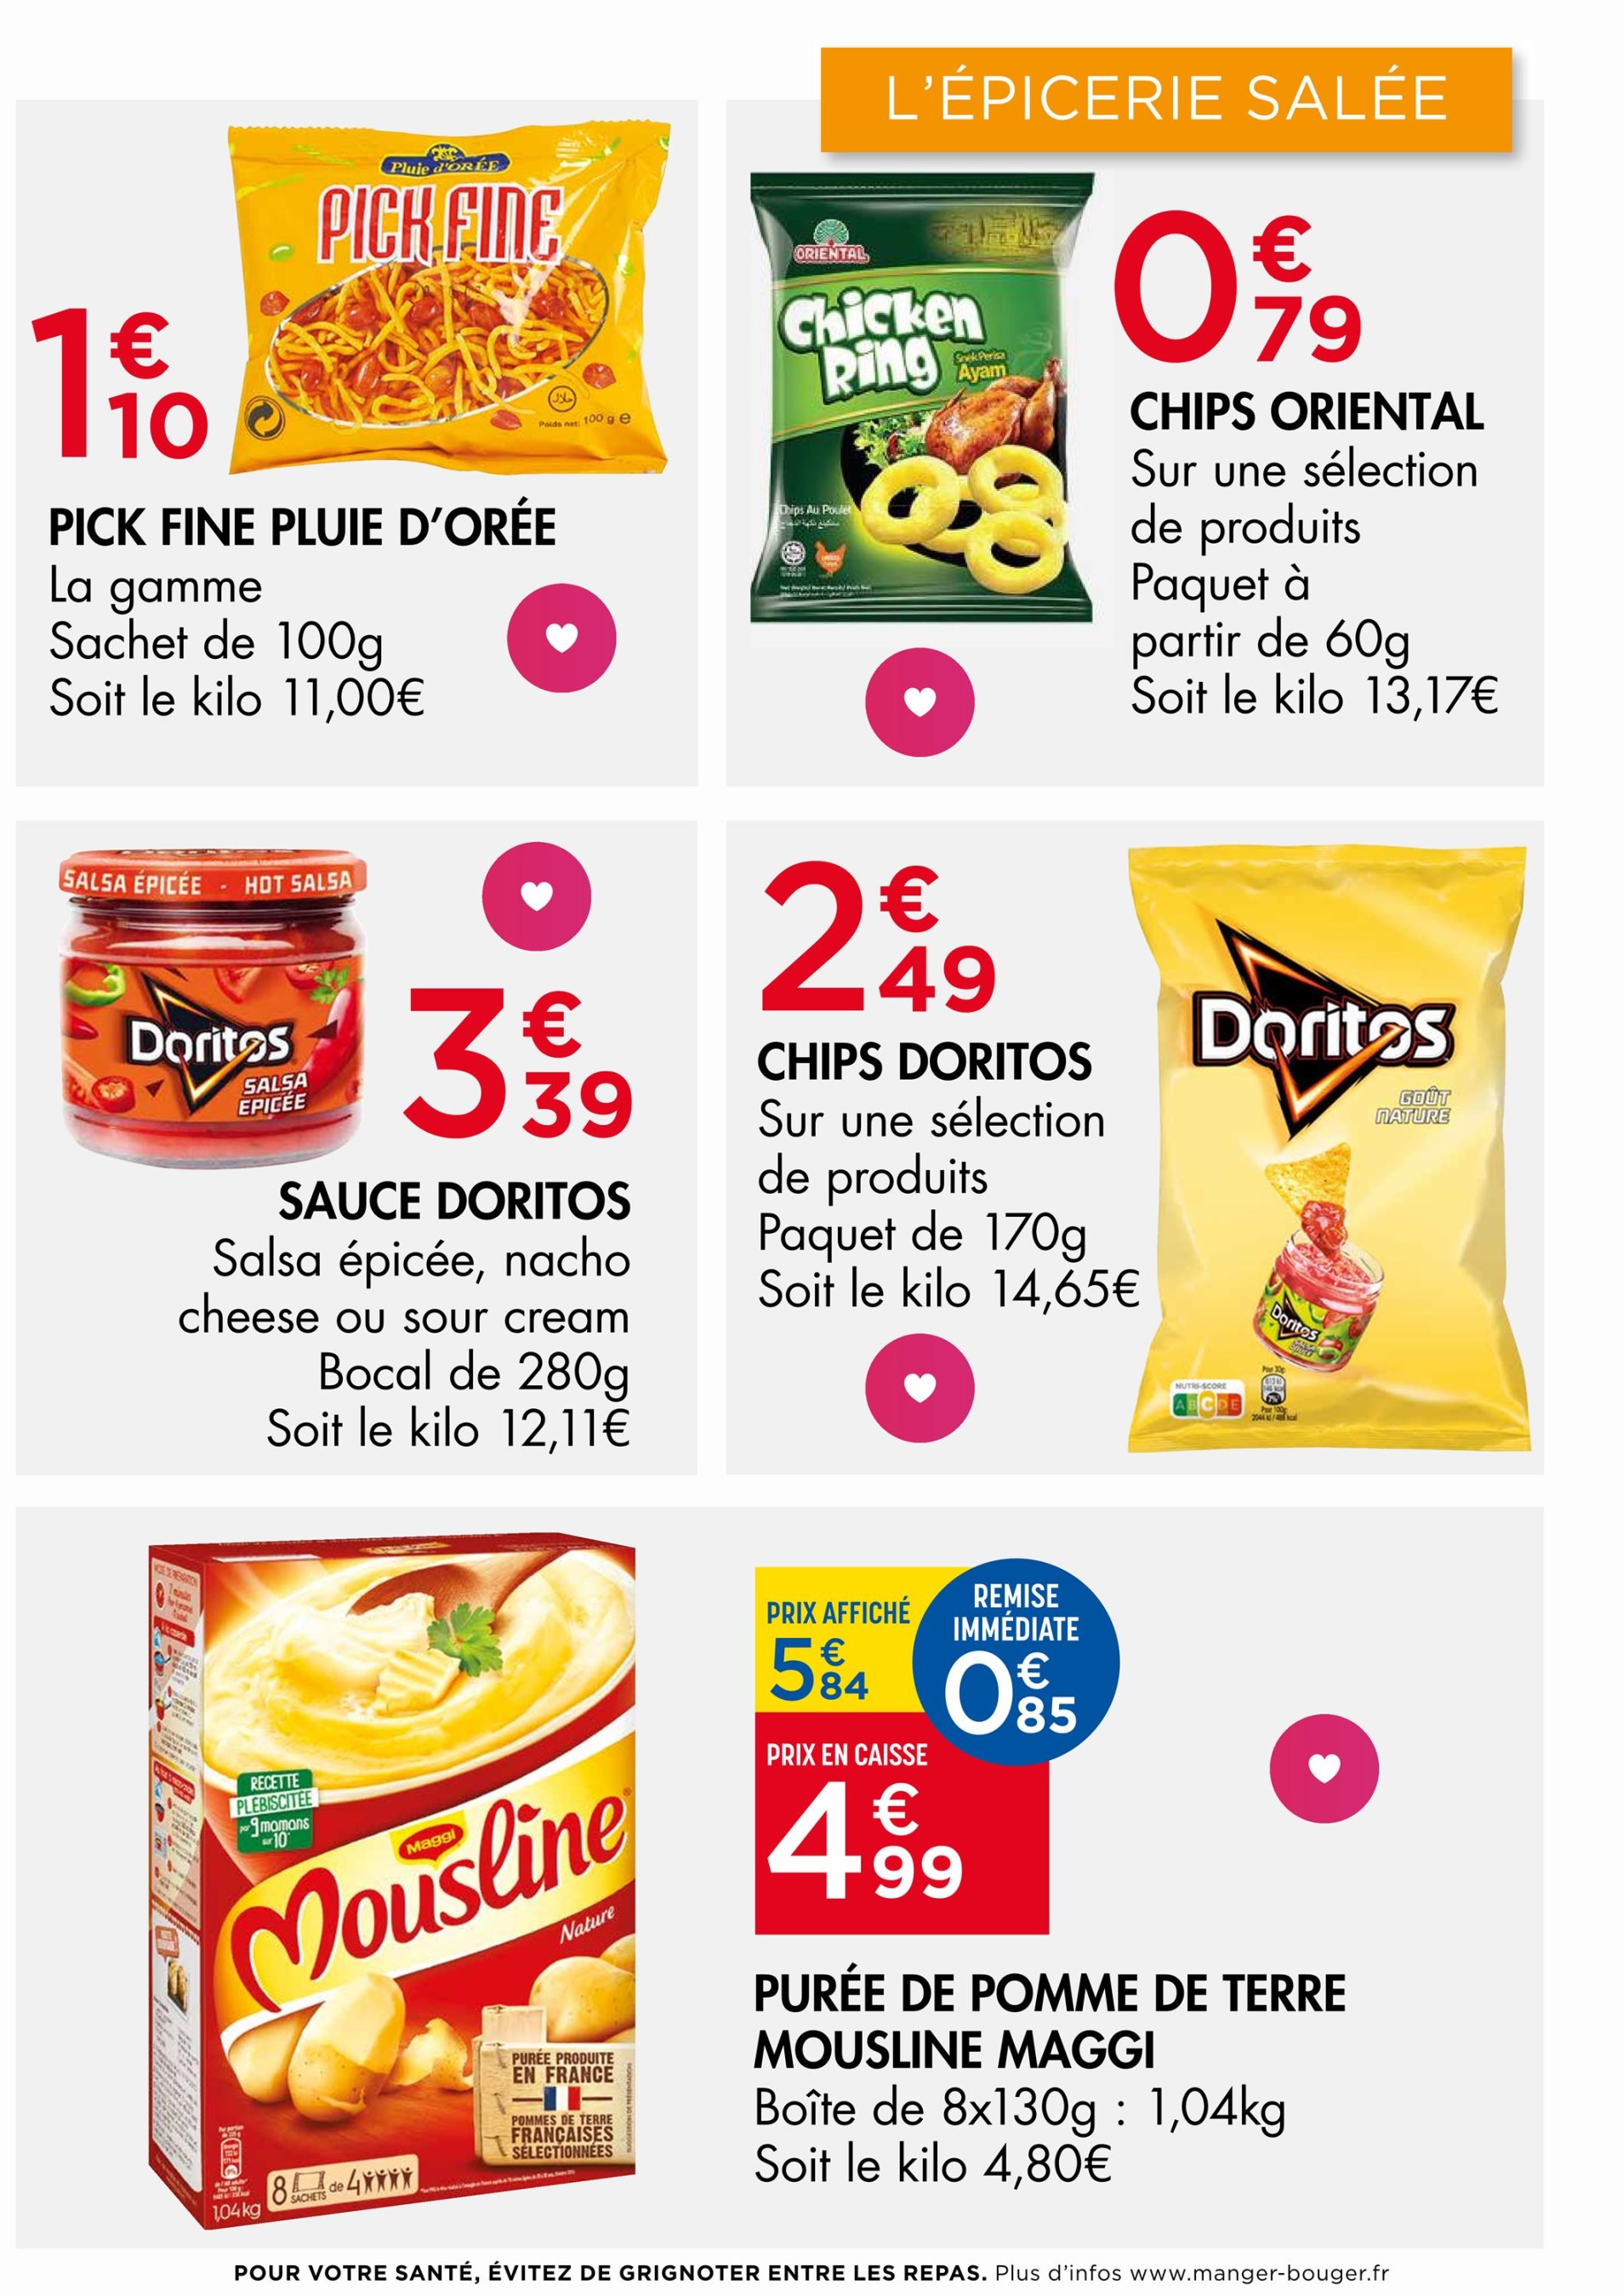 L'ÉPICERIE SALÉE
Pluie d'ORÉE
PICK FINE
Poids net: 100 g e
1€10
PICK FINE PLUIE D'ORÉE
La gamme
Sachet de 100g
Soit le kilo 11,00€
ORIENTAL
Chicken
Ring
Snek Perisa
Ayam
Chips Au Poulet
0€79
CHIPS ORIENTAL
Sur une sélection
de produits
Paquet à
partir de 60g
Soit le kilo 13,17€
SALSA ÉPICÉE - HOT SALSA
Doritos
SALSA
EPICÉE
3€39
SAUCE DORITOS
Salsa épicée, nacho
cheese ou sour cream
Bocal de 280g
Soit le kilo 12,11€
2€49
CHIPS DORITOS
Sur une sélection
de produits
Paquet de 170g
Soit le kilo 14,65€
Doritos
GOÛT
NATURE
Doritos
NUTRI-SCORE
A B C D E
RECETTE
PLÉBISCITÉE
par 9 mamans
sur 10
Maggi
Mousline
Nature
PURÉE PRODUITE
EN FRANCE
POMMES DE TERRE
FRANÇAISES
SÉLECTIONNÉES
8 SACHETS de 4
1,04 kg
PRIX AFFICHÉ
5€84
REMISE
IMMÉDIATE
0€85
PRIX EN CAISSE
4€99
PURÉE DE POMME DE TERRE
MOUSLINE MAGGI
Boîte de 8x130g : 1,04kg
Soit le kilo 4,80€
POUR VOTRE SANTÉ, ÉVITEZ DE GRIGNOTER ENTRE LES REPAS. Plus d'infos www.manger-bouger.fr